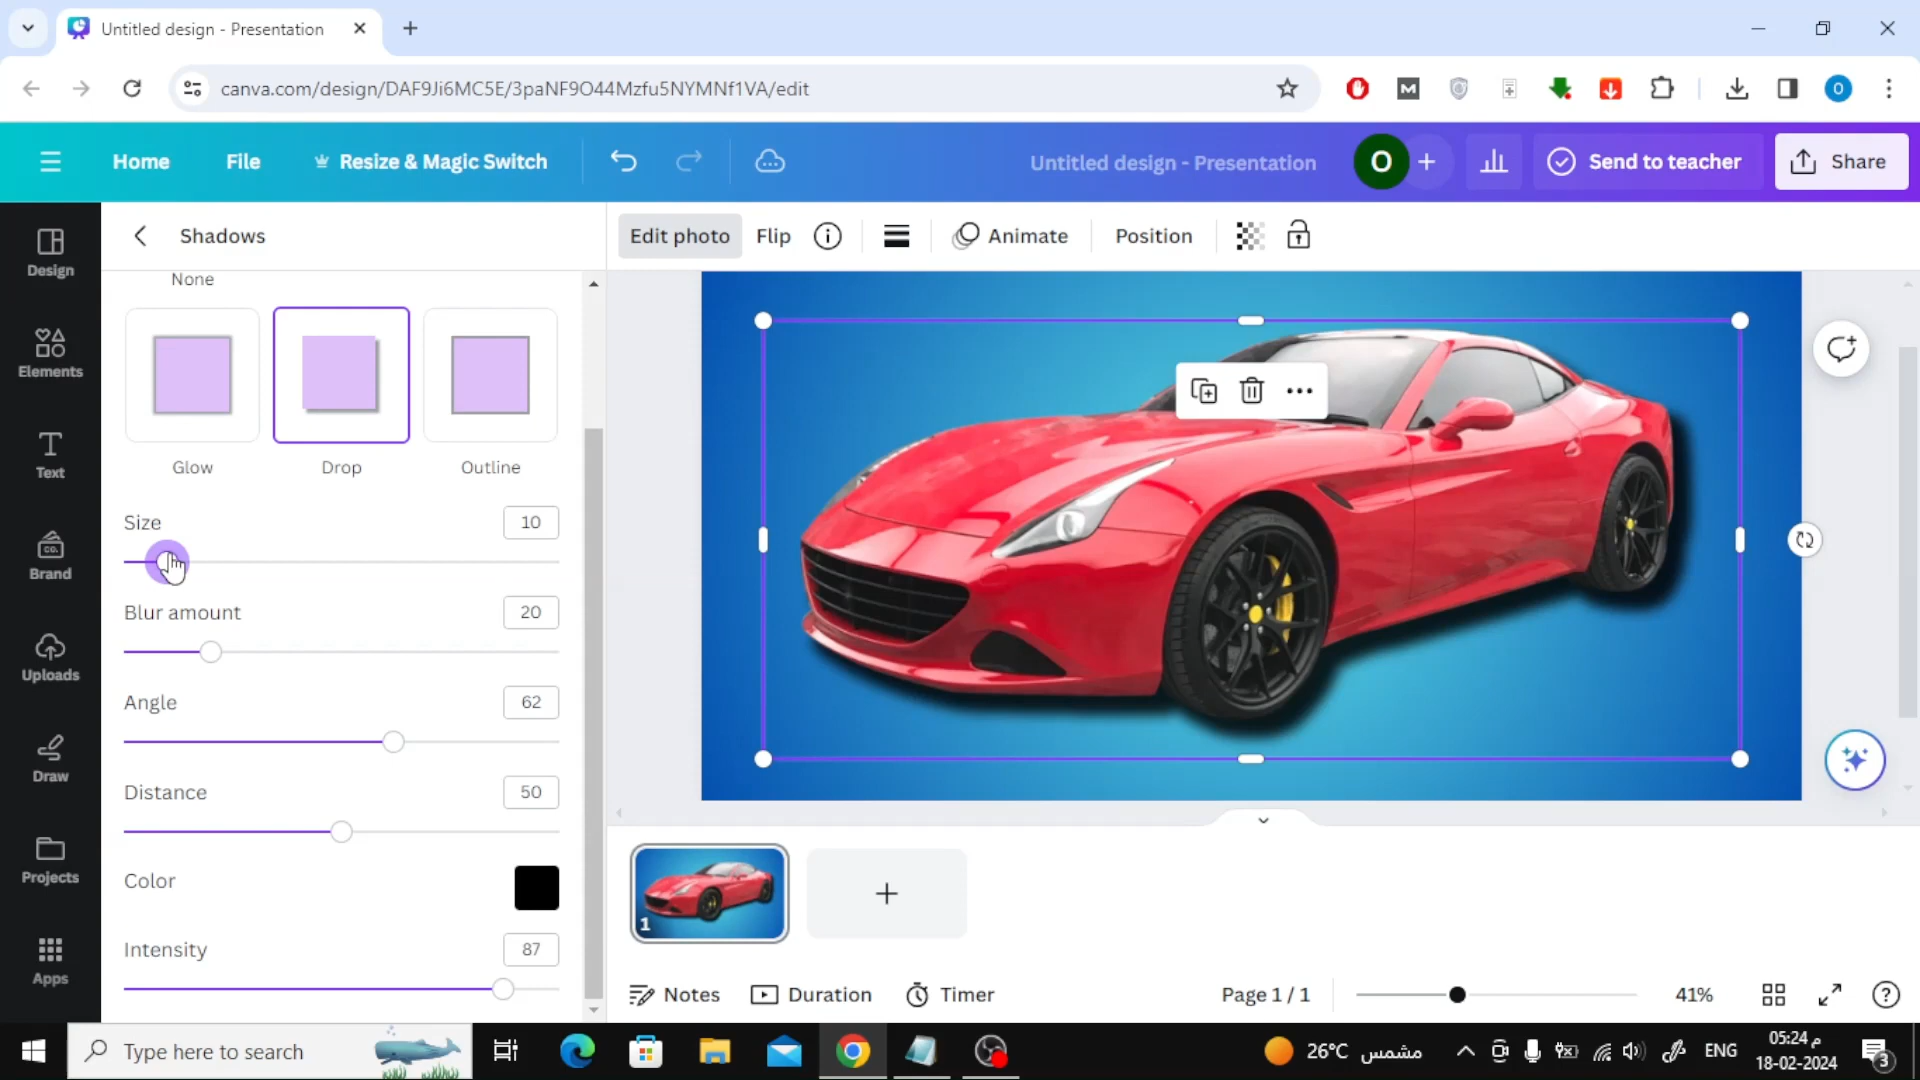 Untitled design - Presentation
canva.com/design/DAF9Ji6MC5E/3paNF9O44Mzfu5NYMNf1VA/edit
M
O
Home
File
Resize & Magic Switch
Untitled design - Presentation
O
Send to teacher
Share
Design
Elements
Text
CO.
Brand
Uploads
Draw
Projects
Apps
Shadows
None
Glow
Drop
Outline
Size
10
Blur amount
20
Angle
62
Distance
50
Color
Intensity
87
Edit photo
Flip
Animate
Position
1
Notes
Duration
Timer
Page 1 / 1
41%
Type here to search
26°C
مشمس
ENG
05:24 م
18-02-2024
3